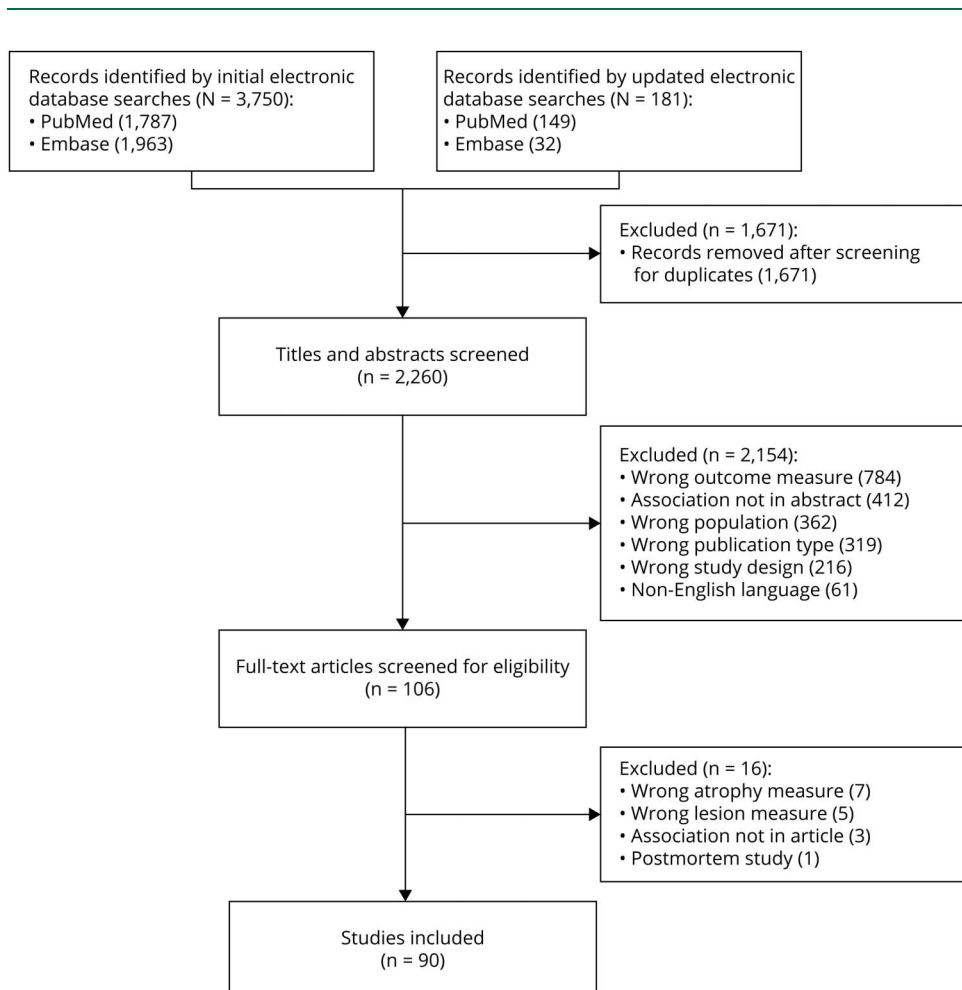 Records identified by initial electronic
database searches (N = 3,750):
• PubMed (1,787)
• Embase (1,963)
Records identified by updated electronic
database searches (N = 181):
• PubMed (149)
• Embase (32)
Excluded (n = 1,671):
• Records removed after screening
for duplicates (1,671)
Titles and abstracts screened
(n = 2,260)
Excluded (n = 2,154):
• Wrong outcome measure (784)
• Association not in abstract (412)
• Wrong population (362)
• Wrong publication type (319)
• Wrong study design (216)
• Non-English language (61)
Full-text articles screened for eligibility
(n = 106)
Excluded (n = 16):
• Wrong atrophy measure (7)
• Wrong lesion measure (5)
• Association not in article (3)
• Postmortem study (1)
Studies included
(n = 90)